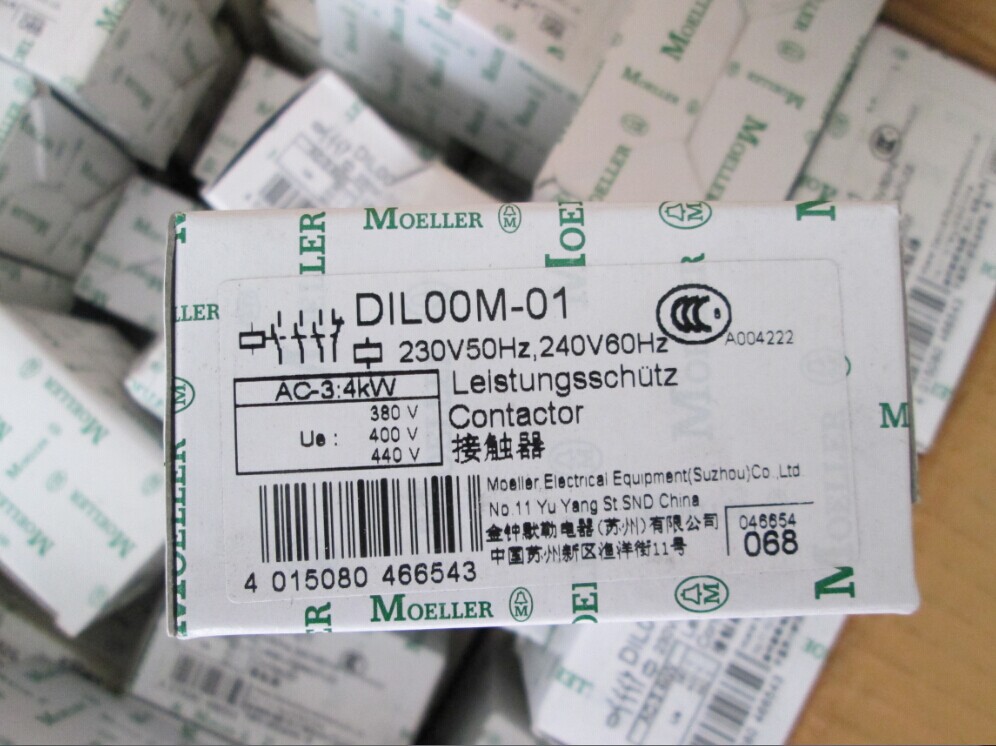 MOELLER
DIL00M-01
230V50Hz,240V60Hz
A004222
AC-3:4kW
Ue :
380 V
400 V
440 V
Leistungsschütz
Contactor
接触器
Moeller Electrical Equipment(Suzhou)Co.,Ltd
No.11 Yu Yang St.SND China
金钟默勒电器(苏州)有限公司
中国苏州新区渔洋街11号
046654
068
4 015080 466543
MOELLER